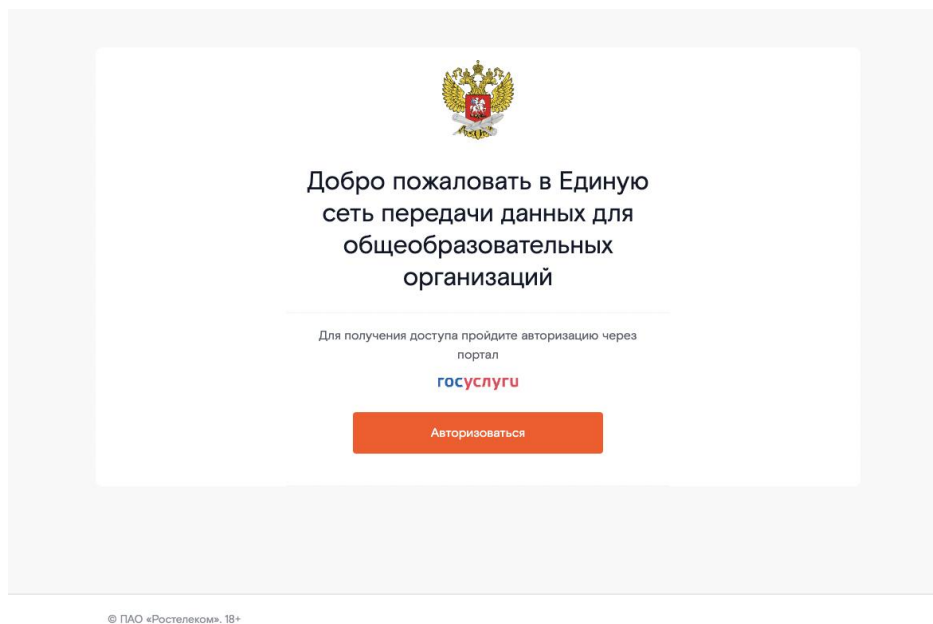 Добро пожаловать в Единую
сеть передачи данных для
общеобразовательных
организаций
Для получения доступа пройдите авторизацию через
портал
госуслуги
Авторизоваться
© ПАО «Ростелеком». 18+